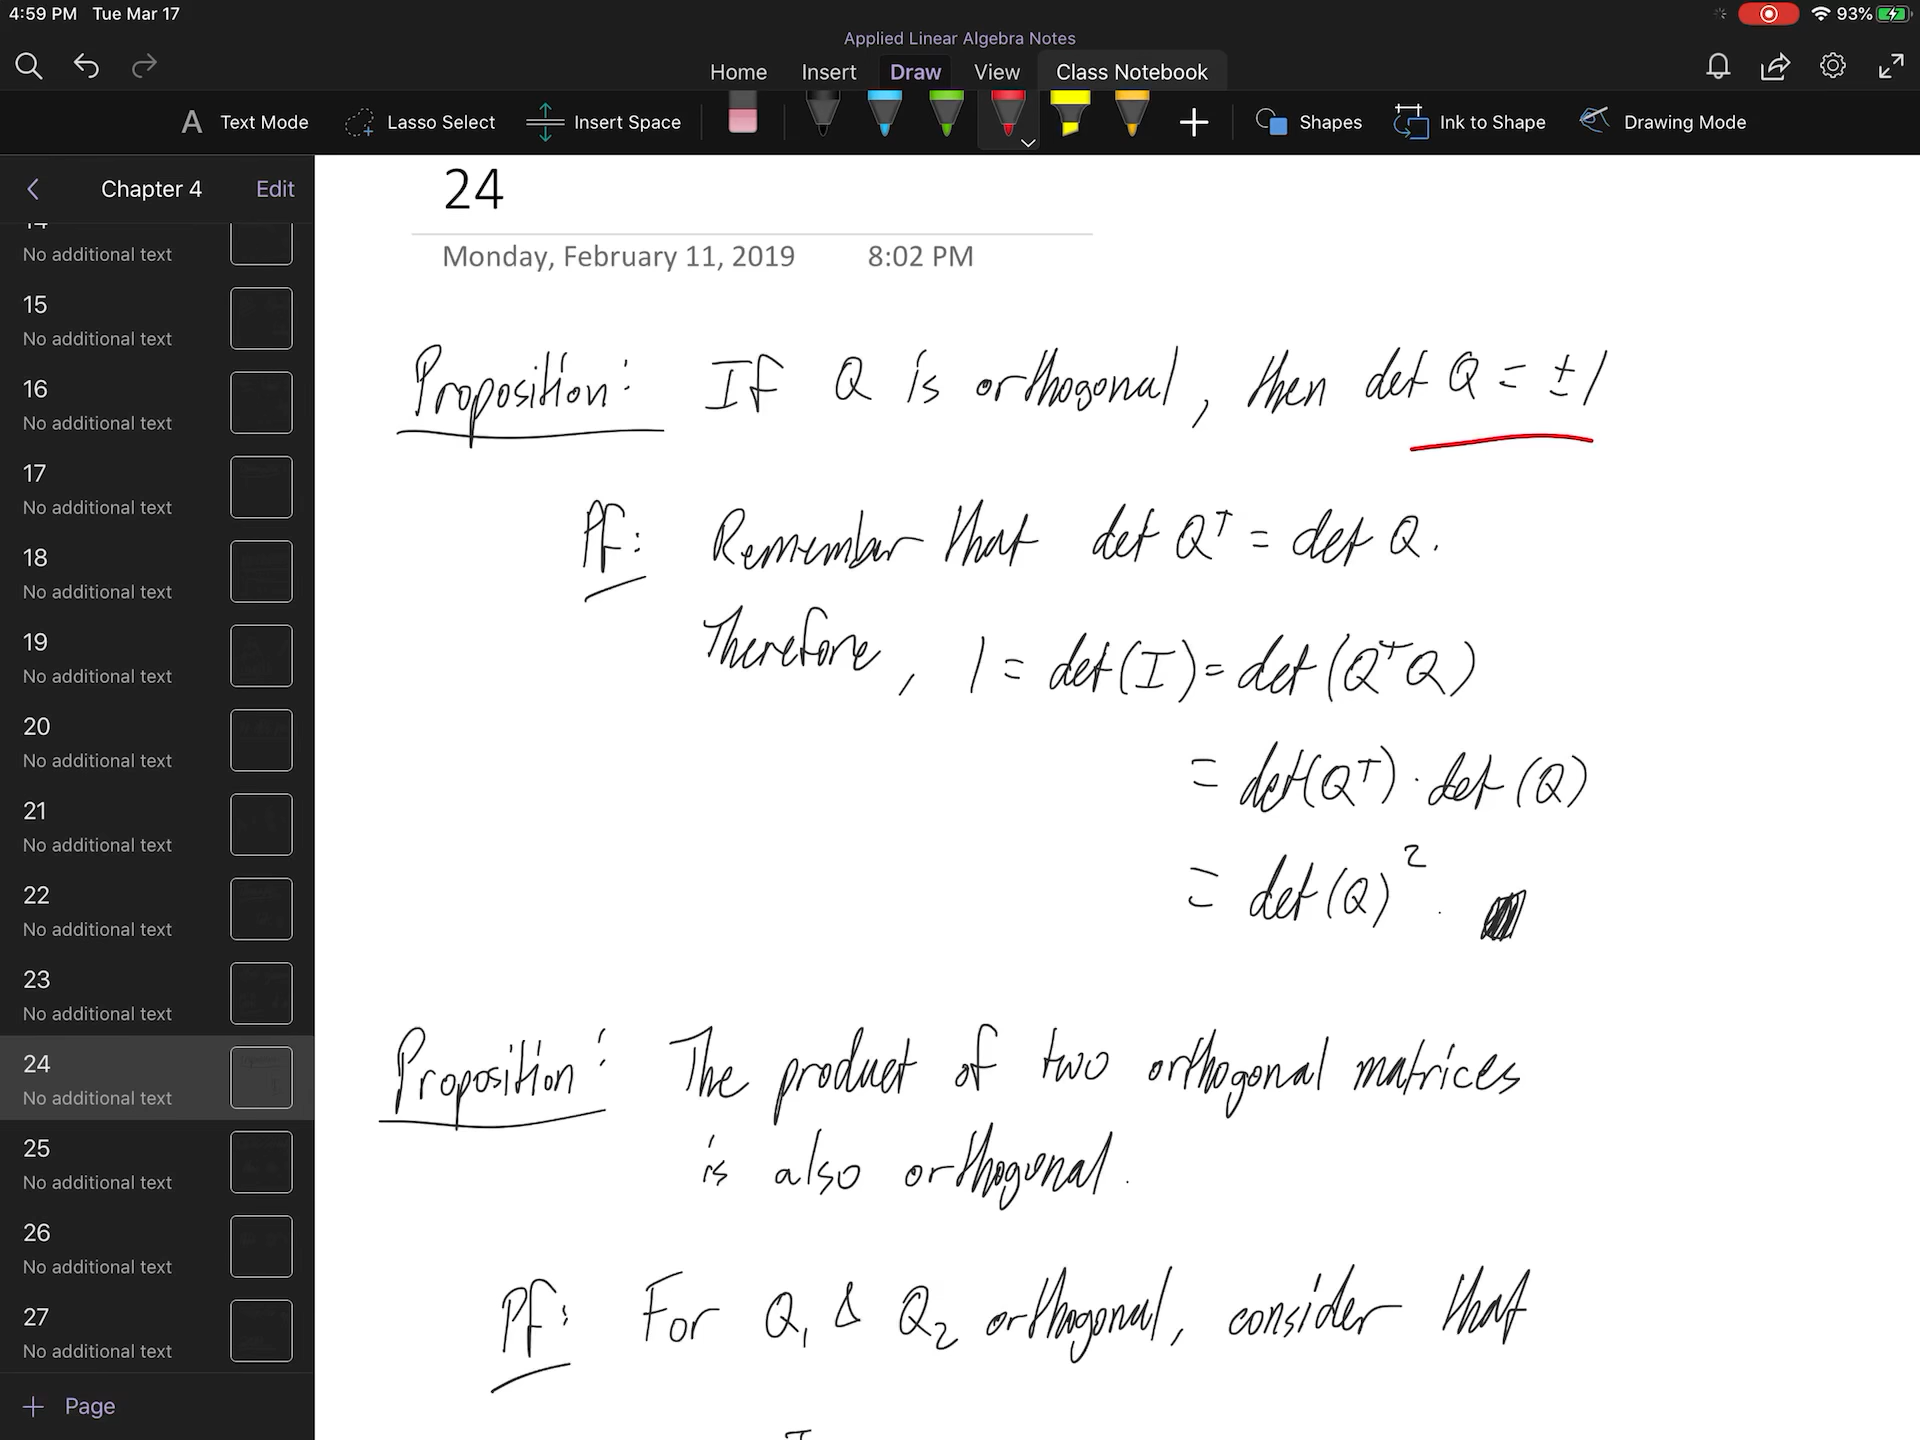 4:59 PM Tue Mar 17
93%
Applied Linear Algebra Notes
Home Insert Draw View Class Notebook
Text Mode Lasso Select Insert Space Shapes Ink to Shape Drawing Mode
Chapter 4 Edit
14
No additional text
15
No additional text
16
No additional text
17
No additional text
18
No additional text
19
No additional text
20
No additional text
21
No additional text
22
No additional text
23
No additional text
24
No additional text
25
No additional text
26
No additional text
27
No additional text
+ Page
24
Monday, February 11, 2019 8:02 PM
Proposition: If Q is orthogonal, then det Q = ±1
Pf: Remember that det Qᵀ = det Q.
Therefore, 1 = det(I) = det(QᵀQ)
= det(Qᵀ) · det(Q)
= det(Q)².
Proposition: The product of two orthogonal matrices
is also orthogonal.
Pf: For Q₁ & Q₂ orthogonal, consider that